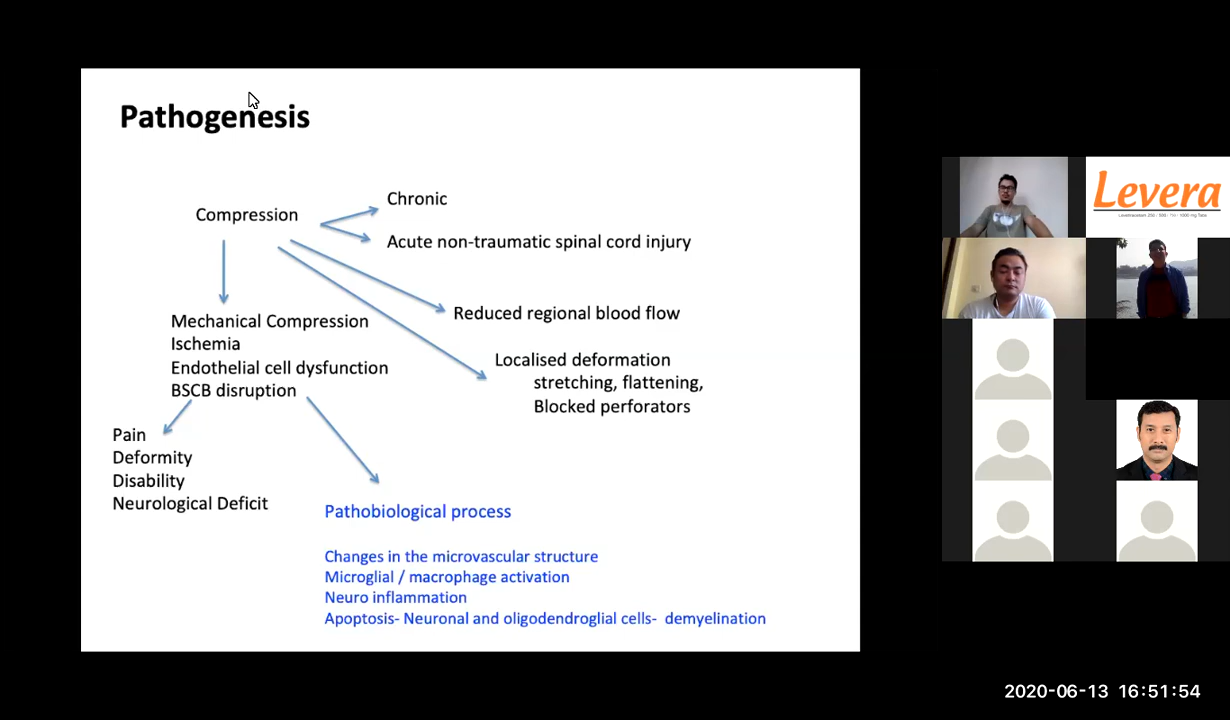 Pathogenesis
Compression
Chronic
Acute non-traumatic spinal cord injury
Reduced regional blood flow
Localised deformation
stretching, flattening,
Blocked perforators
Mechanical Compression
Ischemia
Endothelial cell dysfunction
BSCB disruption
Pain
Deformity
Disability
Neurological Deficit
Pathobiological process
Changes in the microvascular structure
Microglial / macrophage activation
Neuro inflammation
Apoptosis- Neuronal and oligodendroglial cells- demyelination
Levera
2020-06-13 16:51:54